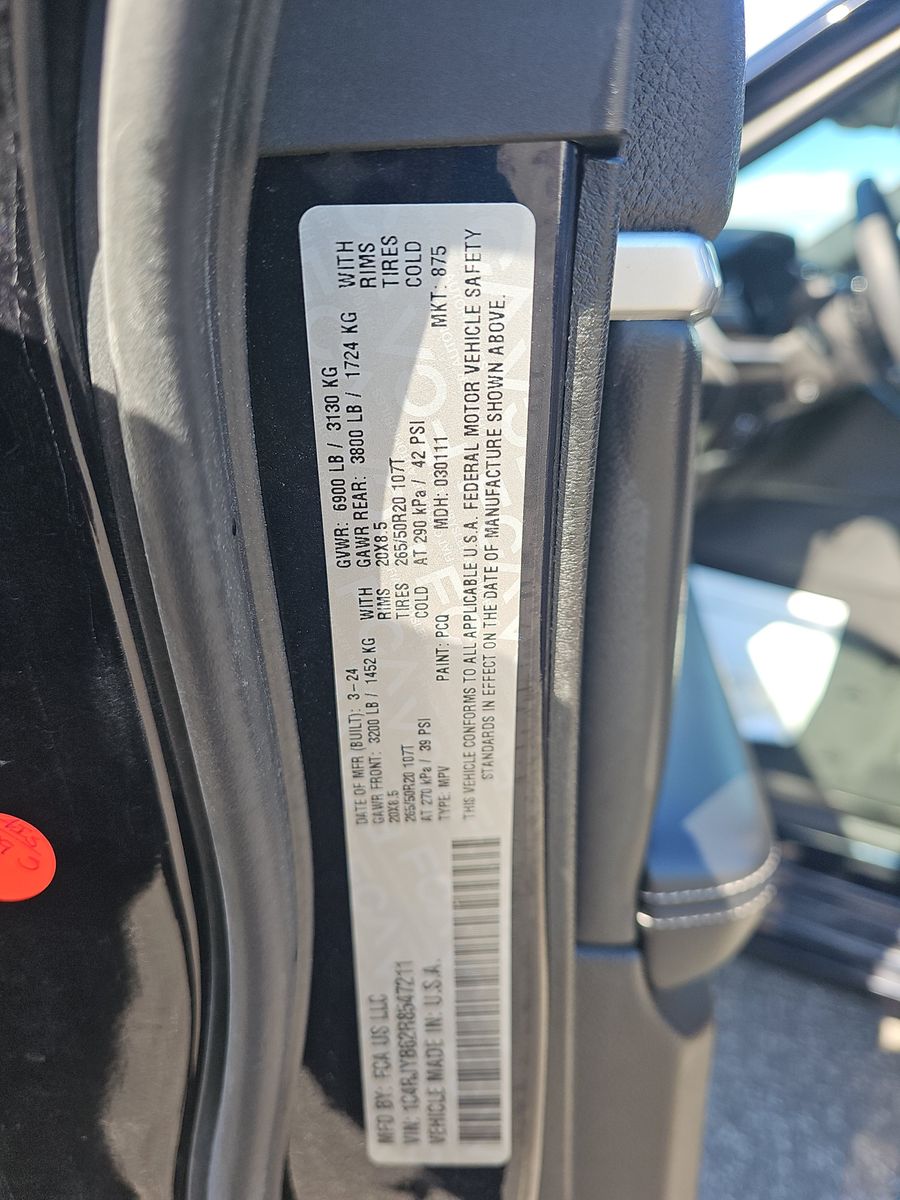 MFD BY: FCA US LLC
VIN: 1C4RJYB62R8547211
VEHICLE MADE IN: U.S.A.
DATE OF MFR (BUILT): 3-24
GAWR FRONT: 3200 LB / 1452 KG WITH
20X8.5 RIMS
265/50R20 107T TIRES
AT 270 kPa / 39 PSI COLD
TYPE: MPV PAINT: PCQ MDH: 030111 MKT: 875
GVWR: 6900 LB / 3130 KG
GAWR REAR: 3800 LB / 1724 KG WITH
20X8.5 RIMS
265/50R20 107T TIRES
AT 290 kPa / 42 PSI COLD
THIS VEHICLE CONFORMS TO ALL APPLICABLE U.S.A. FEDERAL MOTOR VEHICLE SAFETY
STANDARDS IN EFFECT ON THE DATE OF MANUFACTURE SHOWN ABOVE.